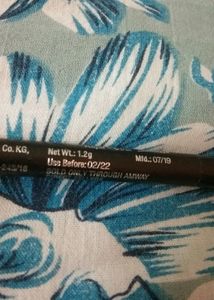 Co. KG,
Net Wt.: 1.2g
Mfd.: 07/19
Use Before: 02/22
SOLD ONLY THROUGH AMWAY